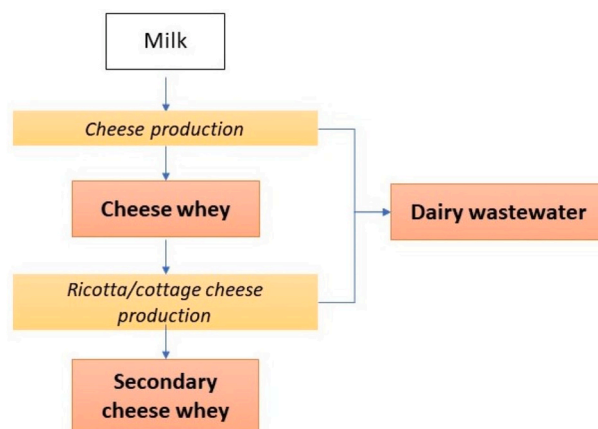 Milk
Cheese production
Cheese whey
Dairy wastewater
Ricotta/cottage cheese
production
Secondary
cheese whey